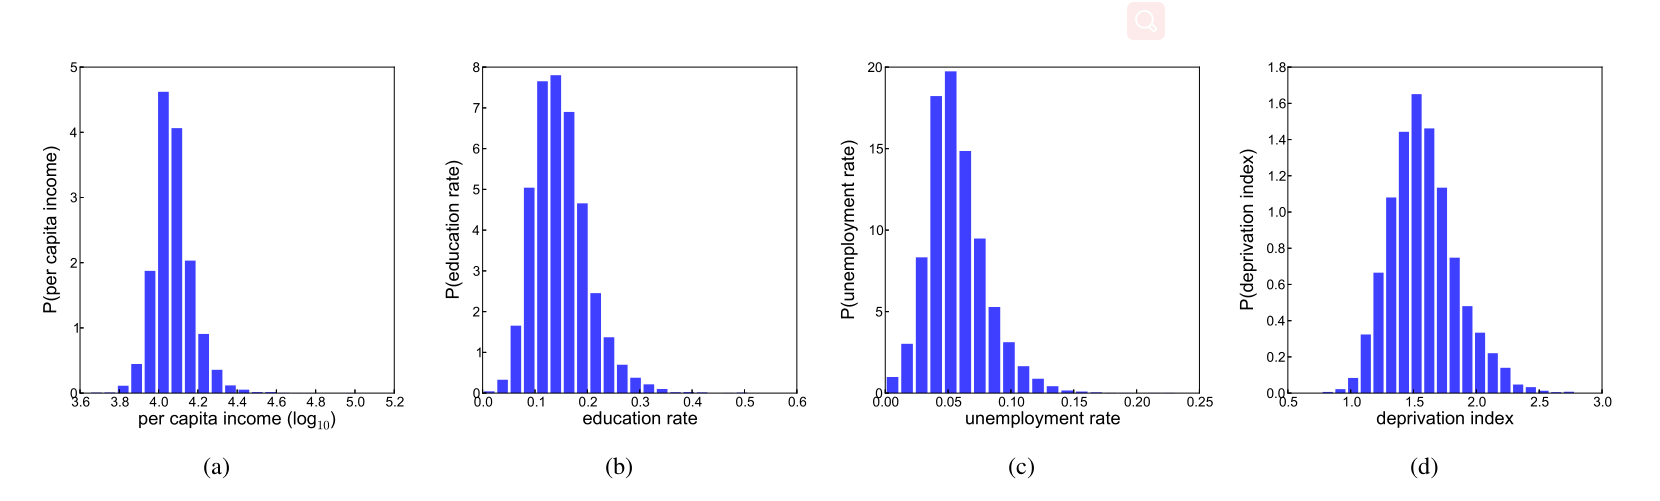 5
4
3
2
1
0
3.6 3.8 4.0 4.2 4.4 4.6 4.8 5.0 5.2
P(per capita income)
per capita income (log10)
(a)
8
7
6
5
4
3
2
1
0
0.0 0.1 0.2 0.3 0.4 0.5 0.6
P(education rate)
education rate
(b)
20
15
10
5
0
0.00 0.05 0.10 0.15 0.20 0.25
P(unemployment rate)
unemployment rate
(c)
1.8
1.6
1.4
1.2
1.0
0.8
0.6
0.4
0.2
0.0
0.5 1.0 1.5 2.0 2.5 3.0
P(deprivation index)
deprivation index
(d)